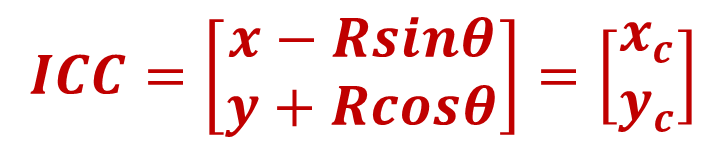 ICC = [x − Rsinθ
y + Rcosθ] = [x_c
y_c]